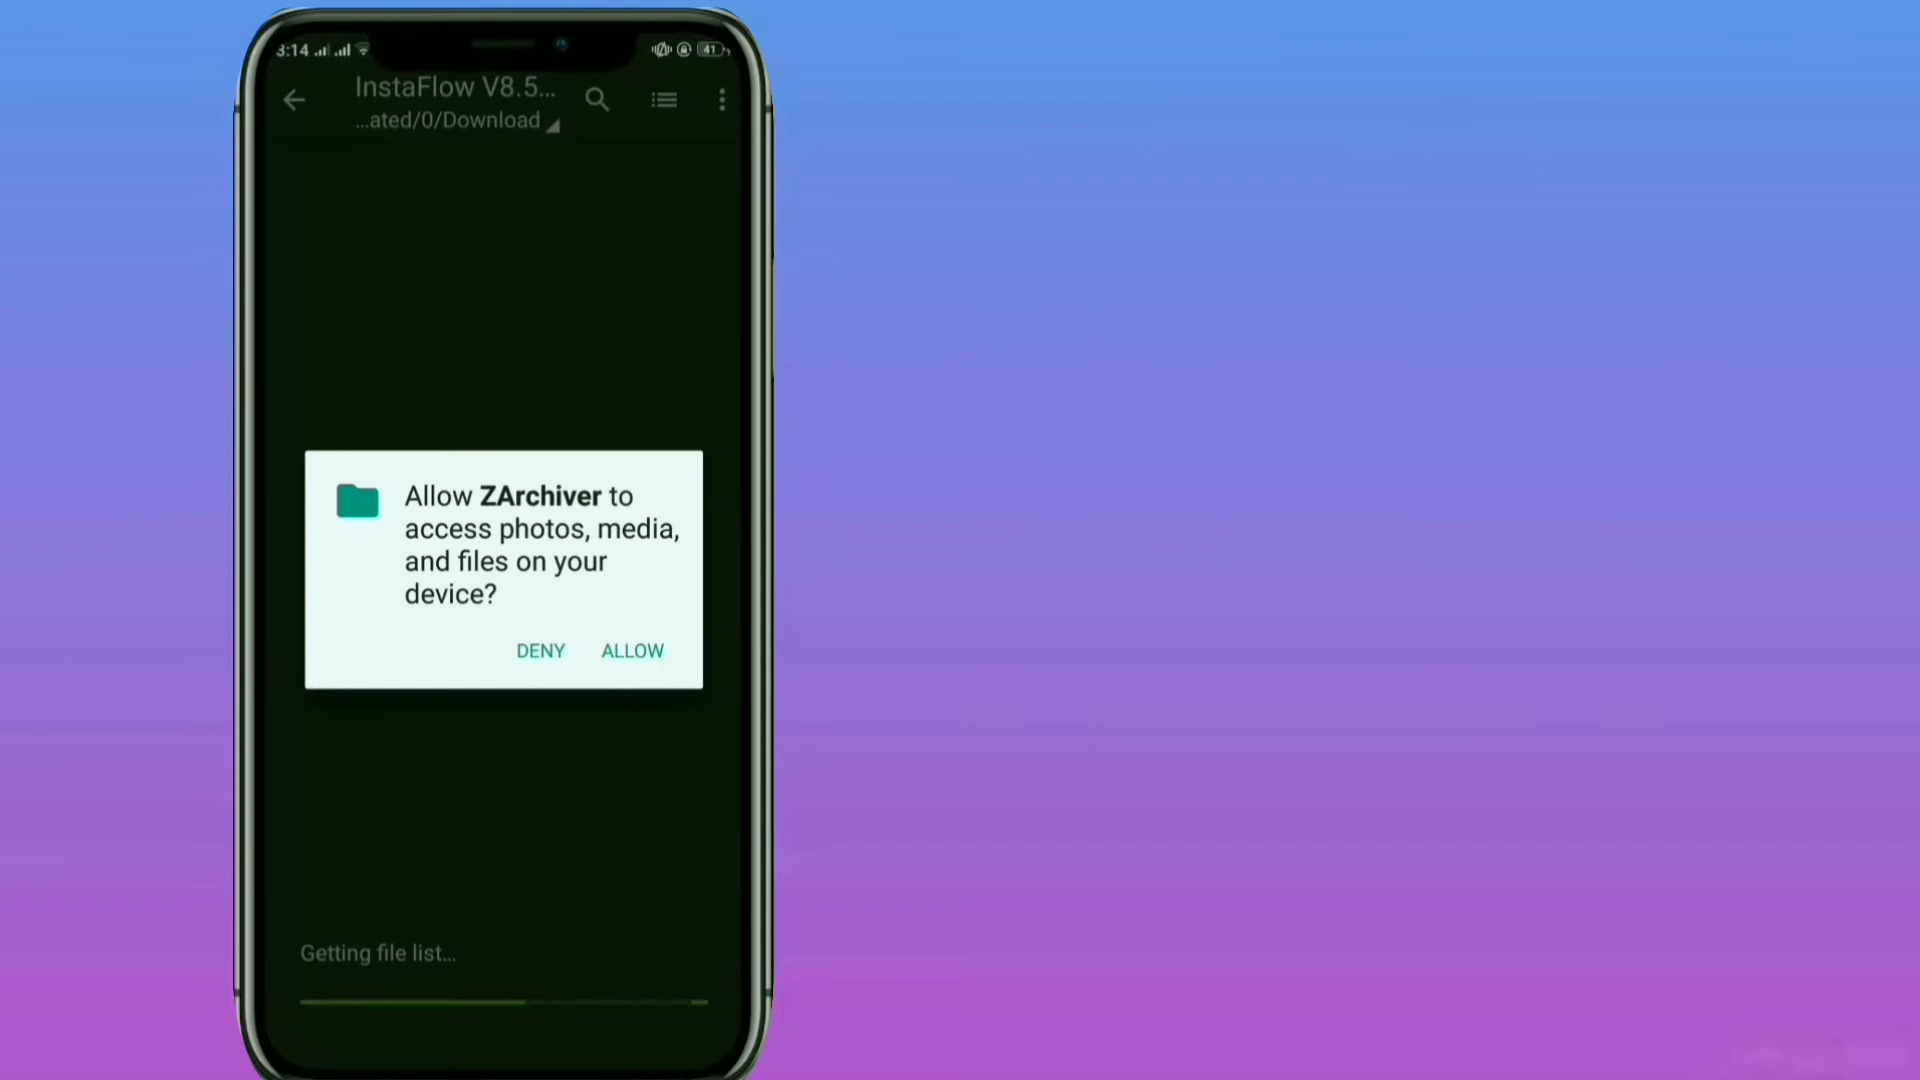 3:14
41
InstaFlow V8.5...
...ated/0/Download
Allow ZArchiver to
access photos, media,
and files on your
device?
DENY ALLOW
Getting file list...